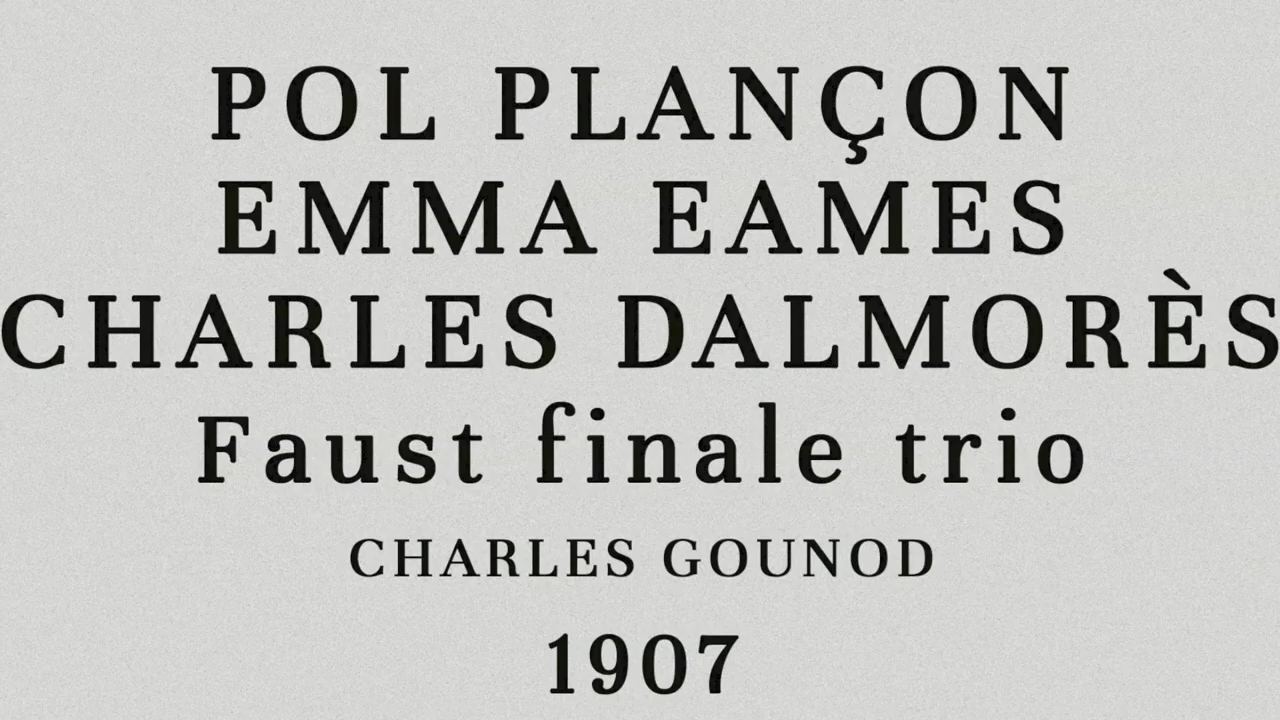 POL PLANÇON
EMMA EAMES
CHARLES DALMORÈS
Faust finale trio
CHARLES GOUNOD
1907